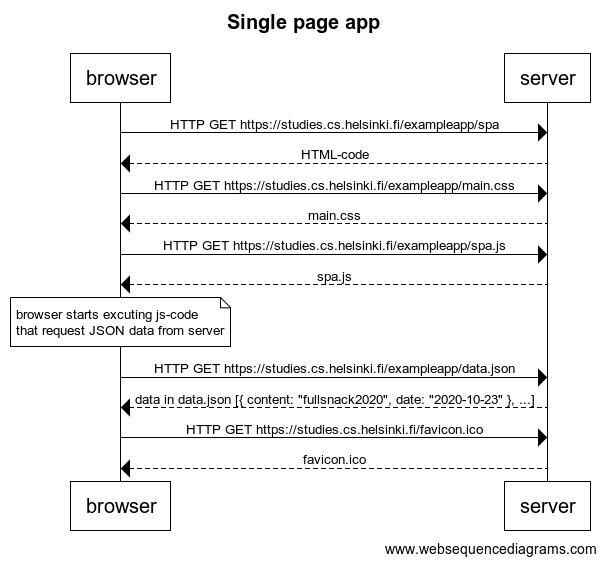 Single page app
browser
server
HTTP GET https://studies.cs.helsinki.fi/exampleapp/spa
HTML-code
HTTP GET https://studies.cs.helsinki.fi/exampleapp/main.css
main.css
HTTP GET https://studies.cs.helsinki.fi/exampleapp/spa.js
spa.js
browser starts excuting js-code
that request JSON data from server
HTTP GET https://studies.cs.helsinki.fi/exampleapp/data.json
data in data.json [{ content: "fullsnack2020", date: "2020-10-23" }, ...]
HTTP GET https://studies.cs.helsinki.fi/favicon.ico
favicon.ico
browser
server
www.websequencediagrams.com